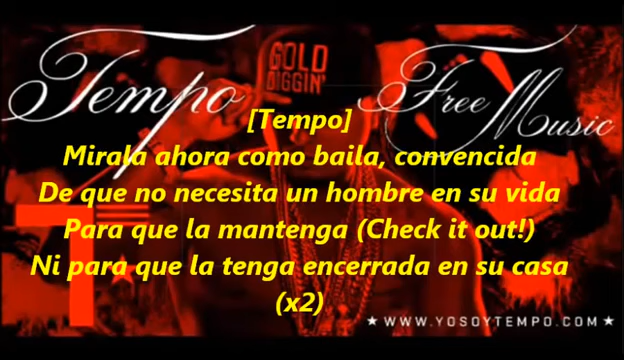 Tempo
Free Music
GOLD
DIGGIN'
[Tempo]
Mirala ahora como baila, convencida
De que no necesita un hombre en su vida
Para que la mantenga (Check it out!)
Ni para que la tenga encerrada en su casa
(x2)
★ WWW.YOSOYTEMPO.COM ★